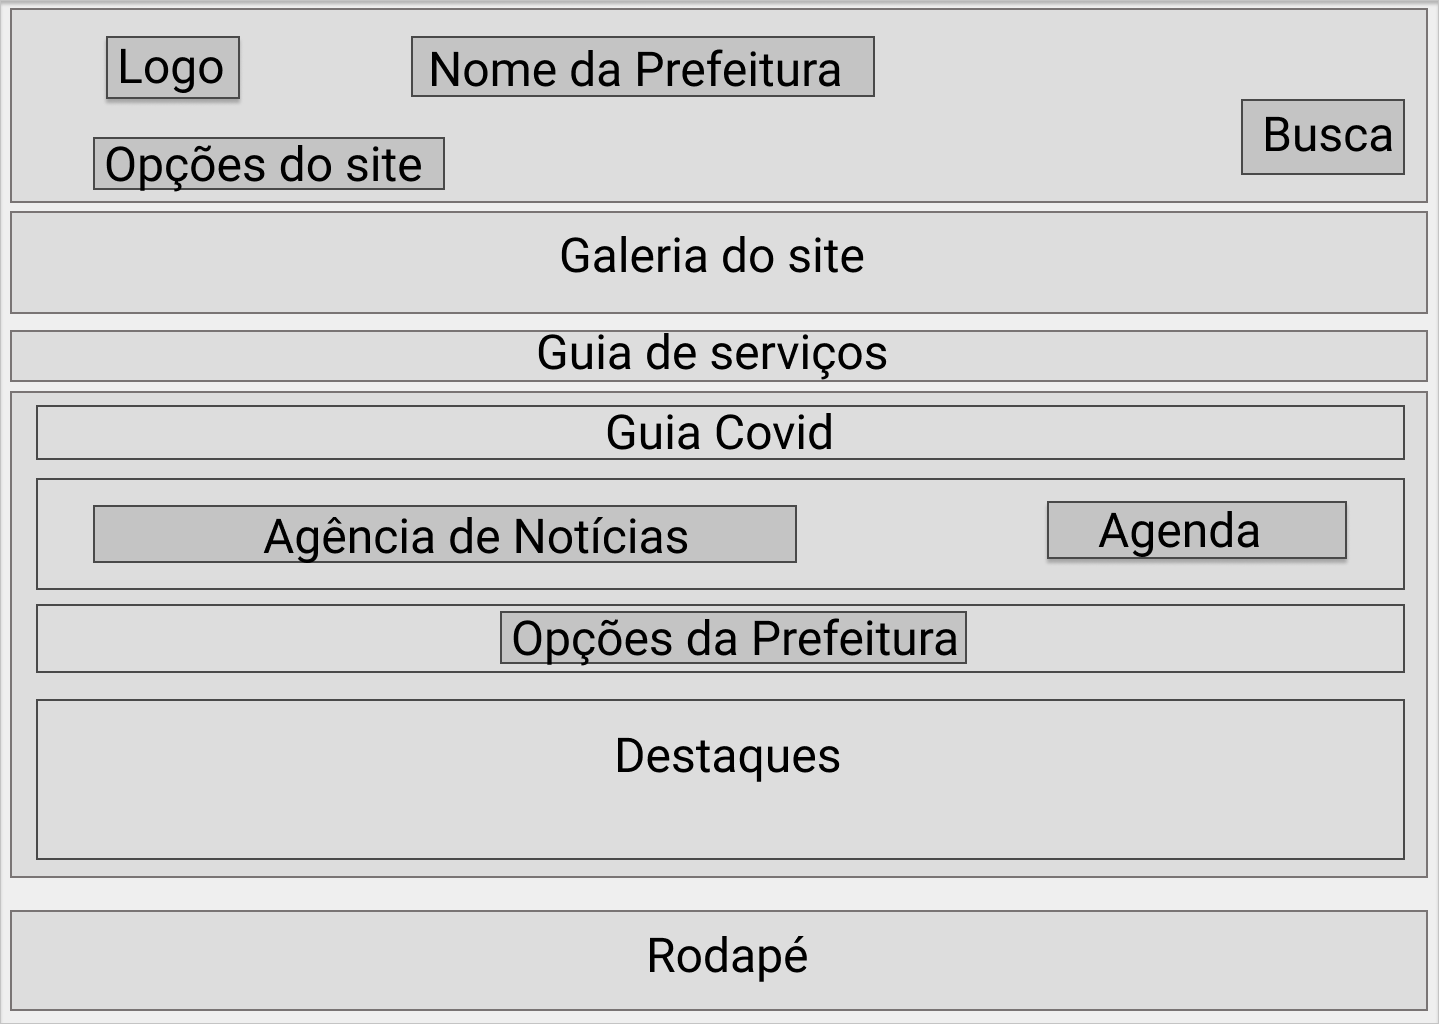 Logo
Nome da Prefeitura
Busca
Opções do site
Galeria do site
Guia de serviços
Guia Covid
Agência de Notícias
Agenda
Opções da Prefeitura
Destaques
Rodapé